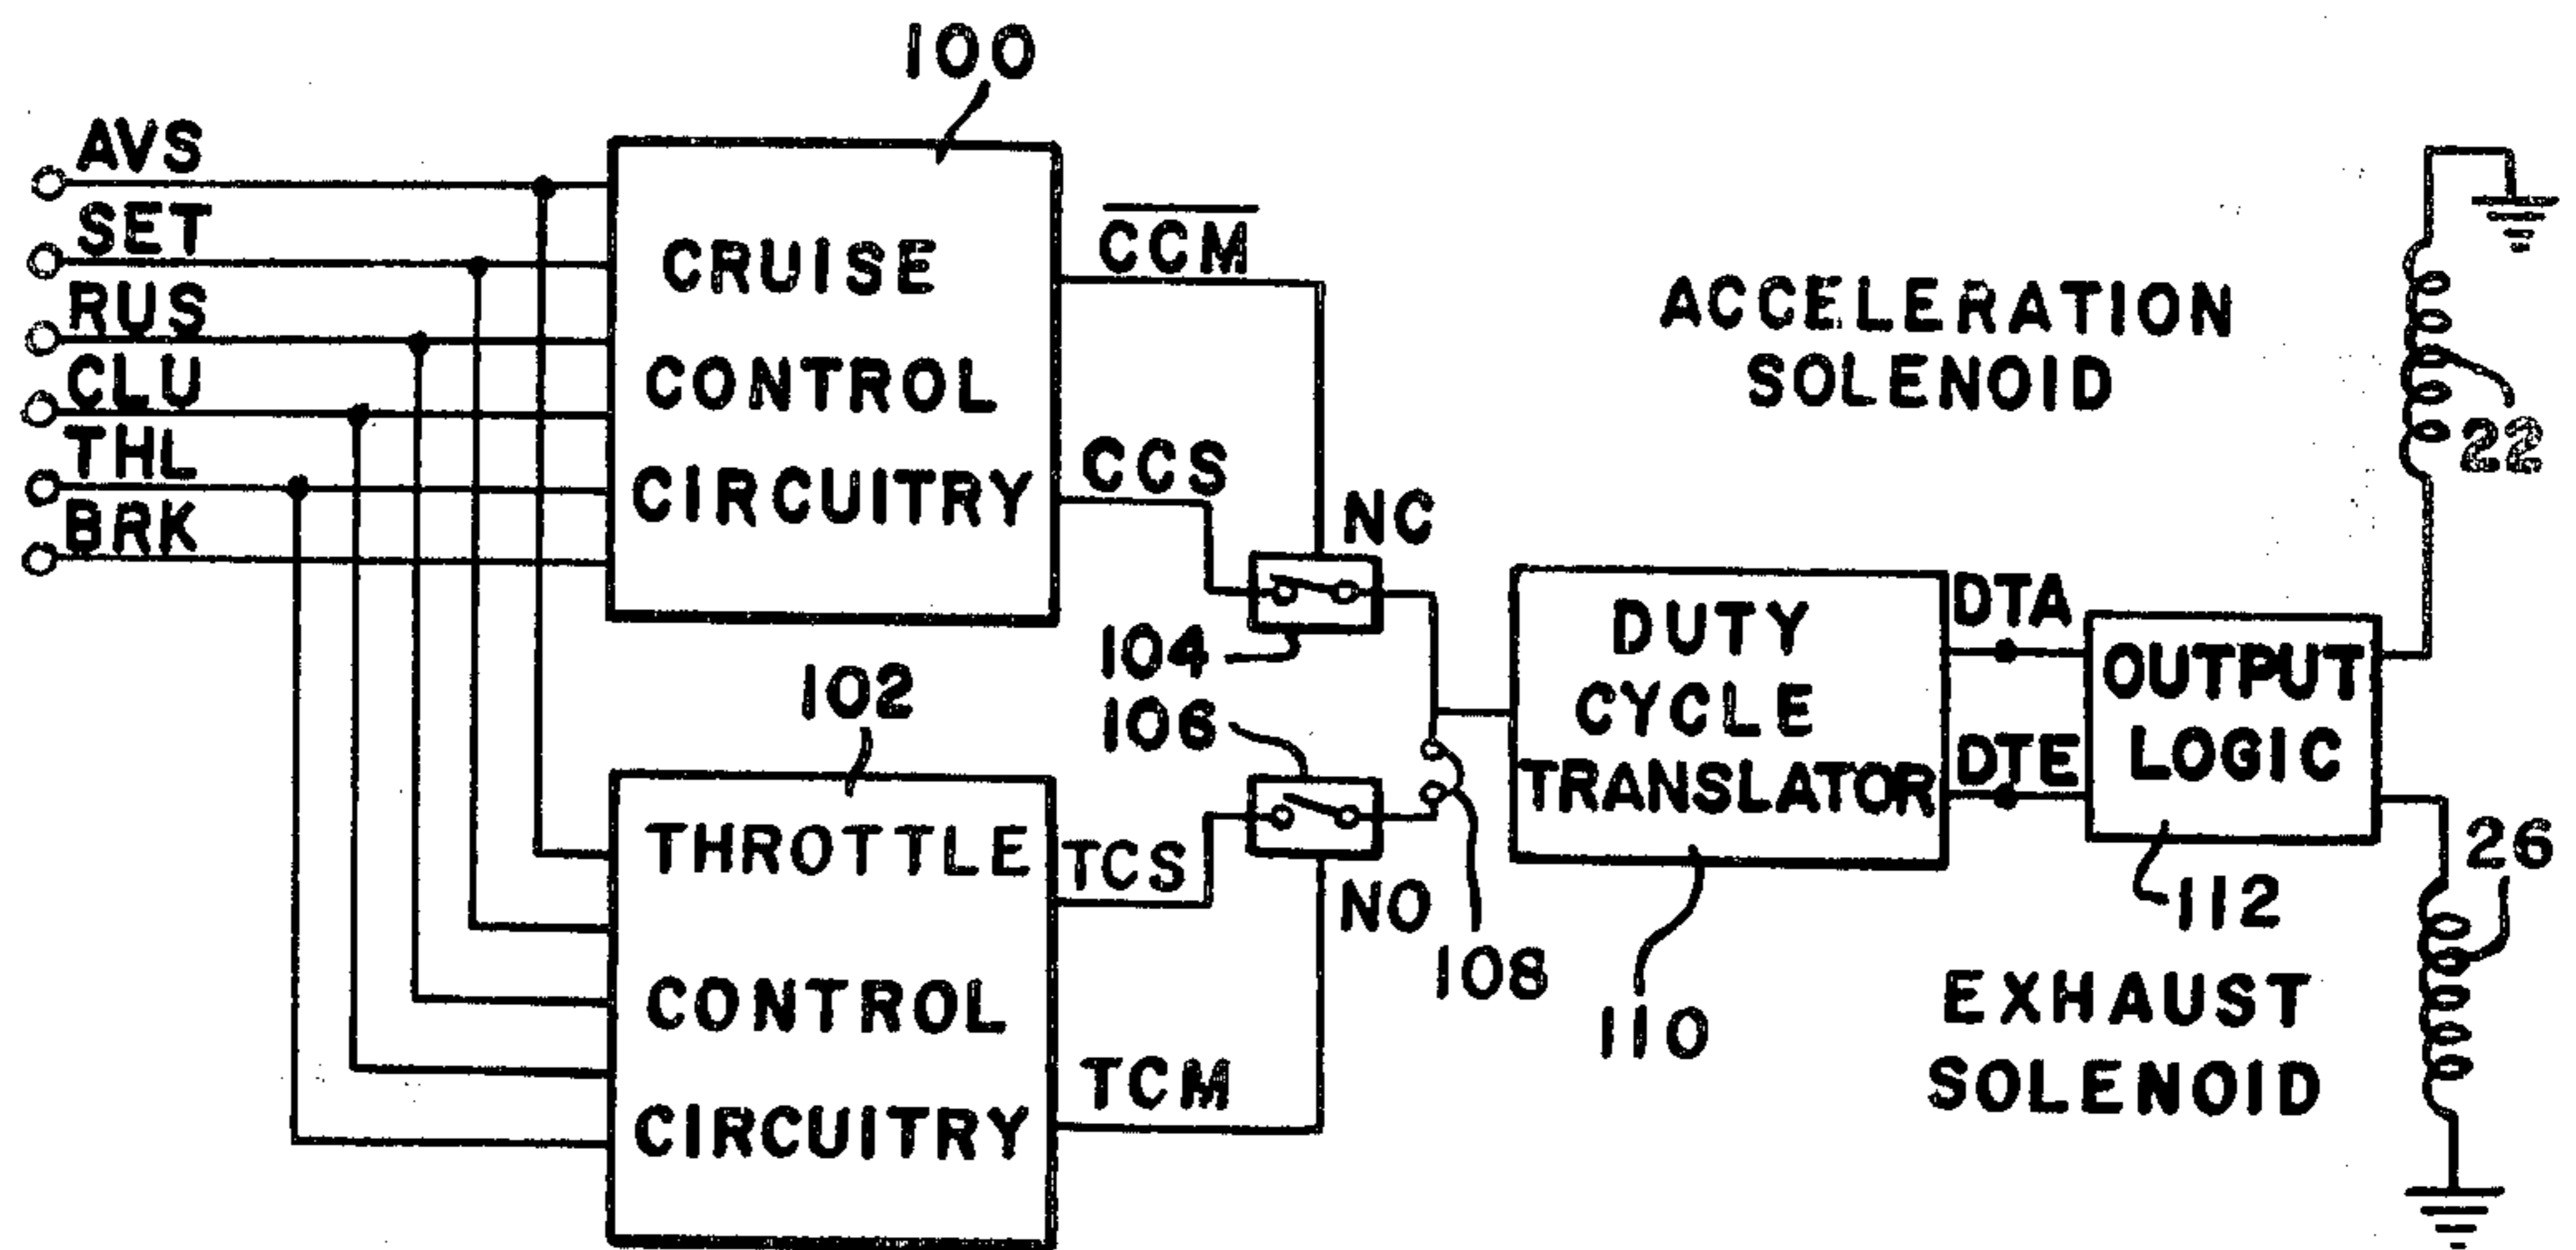 100
AVS
SET
RUS
CLU
THL
BRK
CRUISE
CONTROL
CIRCUITRY
C̅C̅M̅
CCS
NC
104
106
102
THROTTLE
CONTROL
CIRCUITRY
TCS
TCM
NO
108
DUTY
CYCLE
TRANSLATOR
110
DTA
DTE
OUTPUT
LOGIC
112
ACCELERATION
SOLENOID
22
26
EXHAUST
SOLENOID